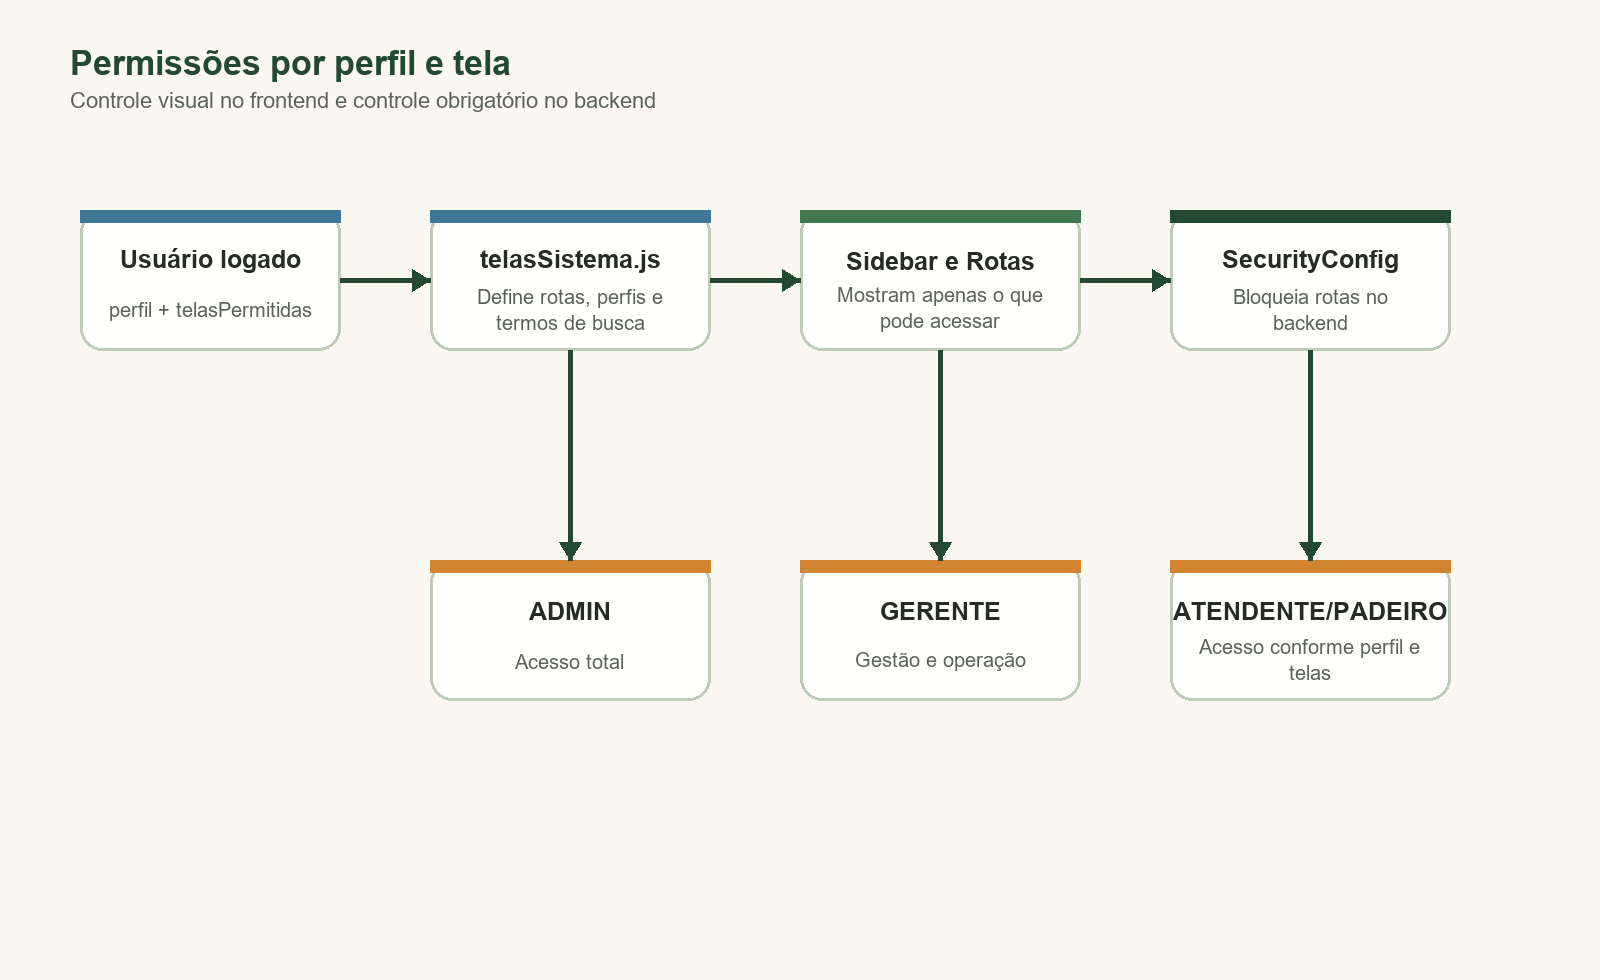 Permissões por perfil e tela
Controle visual no frontend e controle obrigatório no backend
Usuário logado
perfil + telasPermitidas
telasSistema.js
Define rotas, perfis e
termos de busca
Sidebar e Rotas
Mostram apenas o que
pode acessar
SecurityConfig
Bloqueia rotas no
backend
ADMIN
Acesso total
GERENTE
Gestão e operação
ATENDENTE/PADEIRO
Acesso conforme perfil e
telas